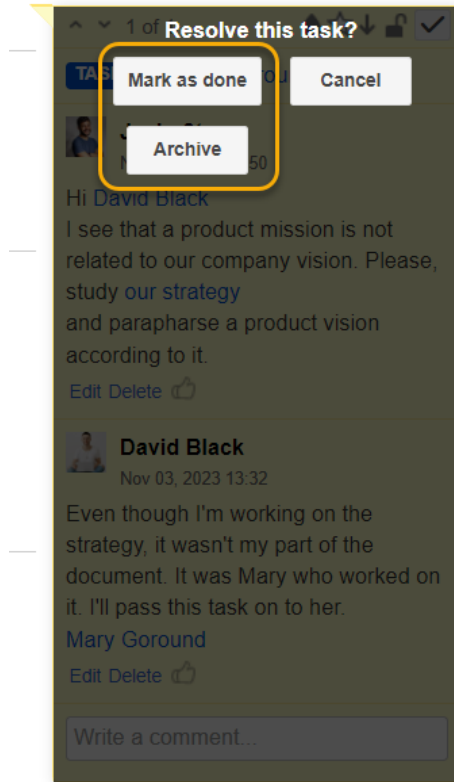 1 of
Resolve this task?
TAS
Mark as done
ou
Cancel
Archive
50
Hi David Black
I see that a product mission is not
related to our company vision. Please,
study our strategy
and parapharse a product vision
according to it.
Edit Delete
David Black
Nov 03, 2023 13:32
Even though I'm working on the
strategy, it wasn't my part of the
document. It was Mary who worked on
it. I'll pass this task on to her.
Mary Goround
Edit Delete
Write a comment...